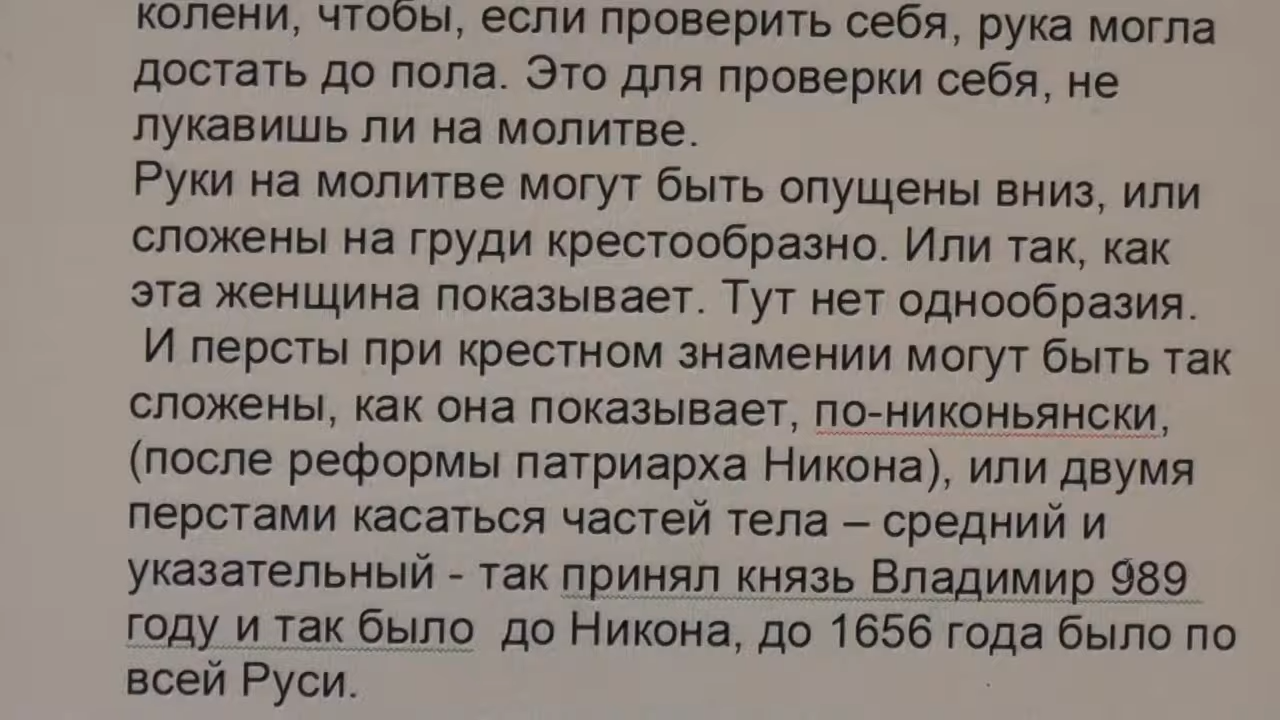 колени, чтобы, если проверить себя, рука могла
достать до пола. Это для проверки себя, не
лукавишь ли на молитве.
Руки на молитве могут быть опущены вниз, или
сложены на груди крестообразно. Или так, как
эта женщина показывает. Тут нет однообразия.
И персты при крестном знамении могут быть так
сложены, как она показывает, по-никоньянски,
(после реформы патриарха Никона), или двумя
перстами касаться частей тела – средний и
указательный - так принял князь Владимир 989
году и так было до Никона, до 1656 года было по
всей Руси.